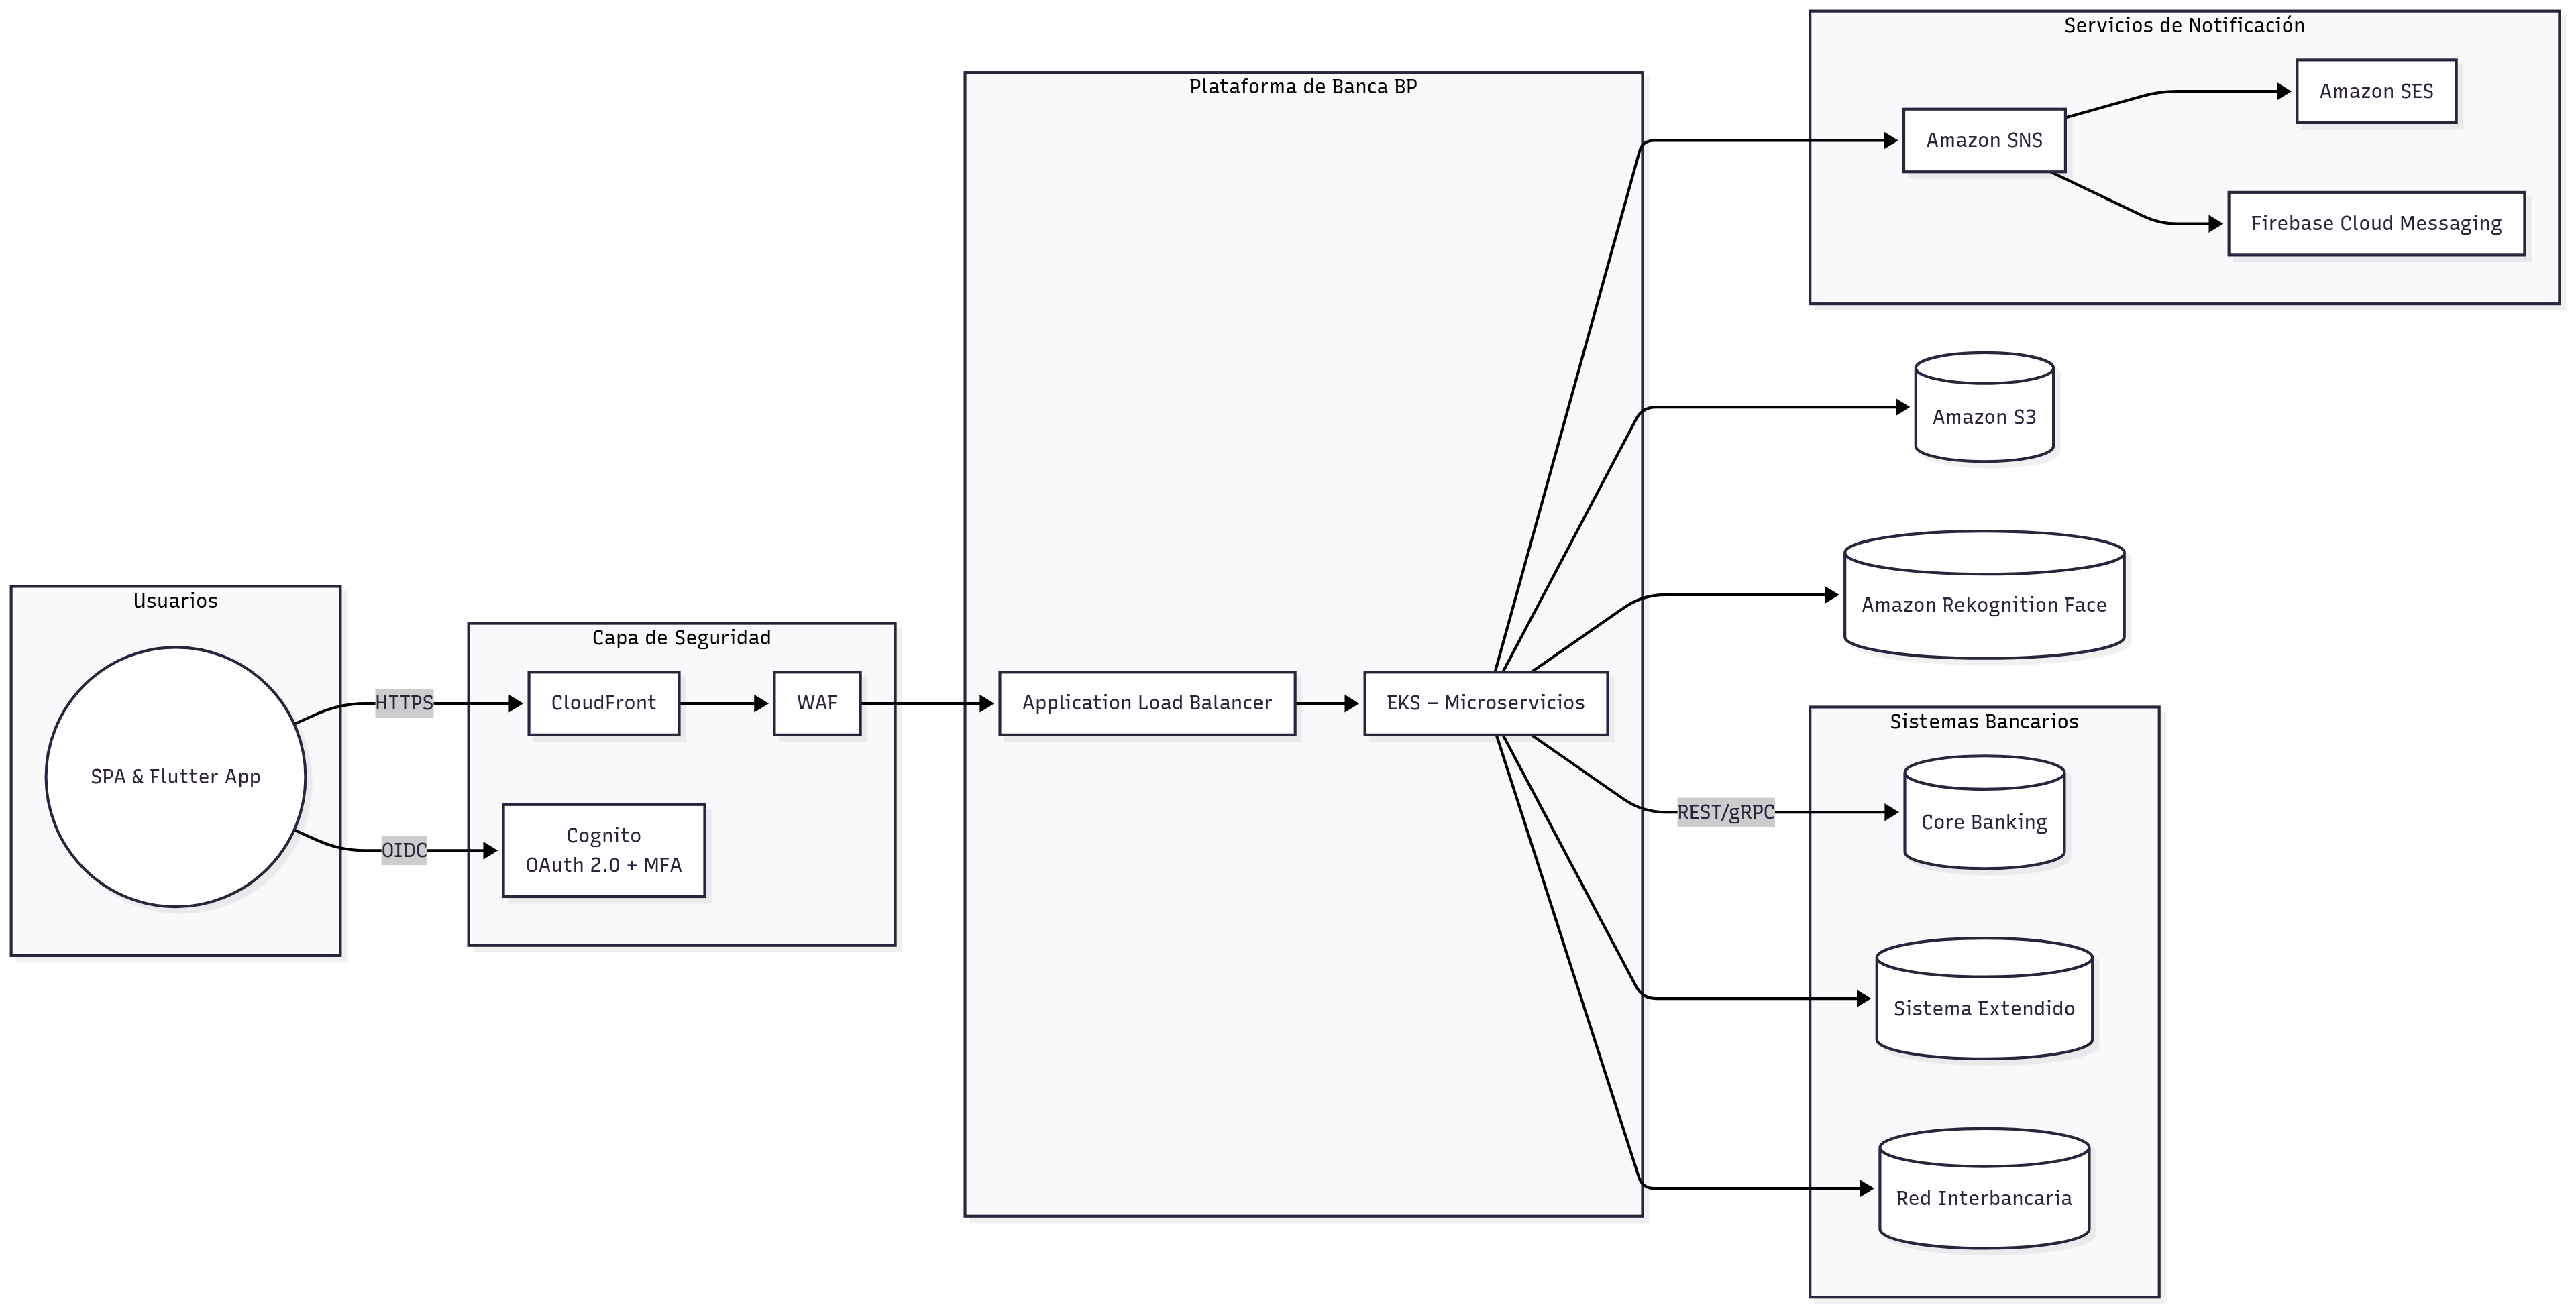 Servicios de Notificación
Amazon SES
Amazon SNS
Firebase Cloud Messaging
Plataforma de Banca BP
Amazon S3
Amazon Rekognition Face
Usuarios
SPA & Flutter App
HTTPS
OIDC
Capa de Seguridad
CloudFront
WAF
Cognito
OAuth 2.0 + MFA
Application Load Balancer
EKS – Microservicios
REST/gRPC
Sistemas Bancarios
Core Banking
Sistema Extendido
Red Interbancaria